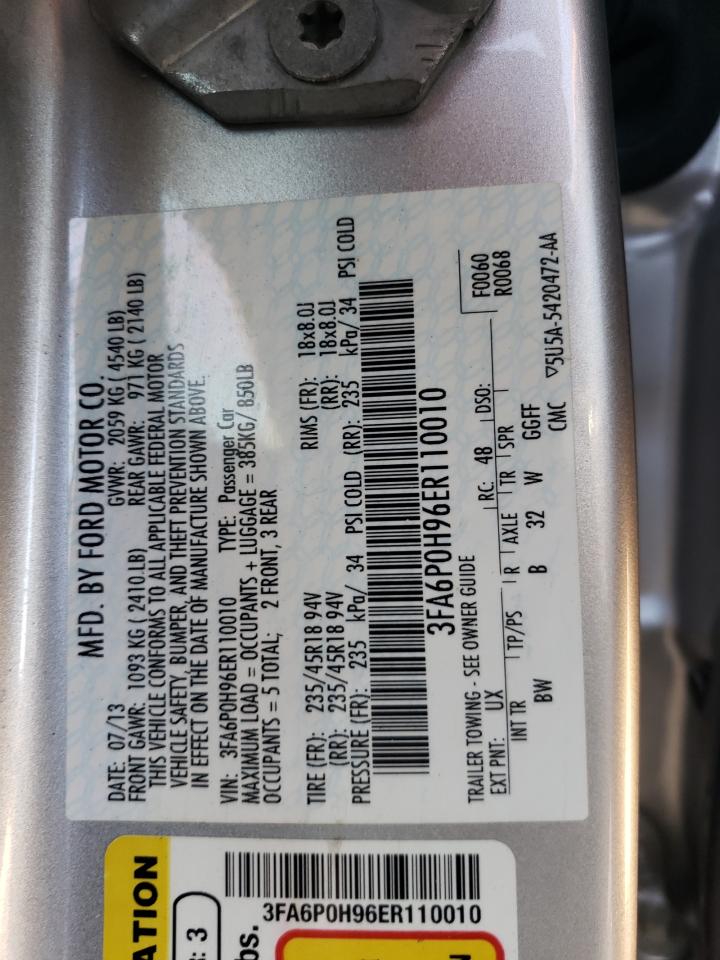 MFD. BY FORD MOTOR CO.
DATE: 07/13 GVWR: 2059 KG ( 4540 LB)
FRONT GAWR: 1093 KG ( 2410 LB) REAR GAWR: 971 KG ( 2140 LB)
THIS VEHICLE CONFORMS TO ALL APPLICABLE FEDERAL MOTOR
VEHICLE SAFETY, BUMPER, AND THEFT PREVENTION STANDARDS
IN EFFECT ON THE DATE OF MANUFACTURE SHOWN ABOVE.
VIN: 3FA6P0H96ER110010 TYPE: Passenger Car
MAXIMUM LOAD = OCCUPANTS + LUGGAGE = 385KG/ 850LB
OCCUPANTS = 5 TOTAL; 2 FRONT, 3 REAR
TIRE (FR): 235/45R18 94V RIMS (FR): 18x8.0J
(RR): 235/45R18 94V (RR): 18x8.0J
PRESSURE (FR): 235 kPa/ 34 PSI COLD (RR): 235 kPa/ 34 PSI COLD
3FA6P0H96ER110010
TRAILER TOWING - SEE OWNER GUIDE
F0060
R0068
EXT PNT: UX RC: 48 DSO:
INT TR TP/PS R AXLE TR SPR
BW B 32 W GGFF
CMC ▽5U5A-5420472-AA
ATION
: 3
bs.
3FA6P0H96ER110010